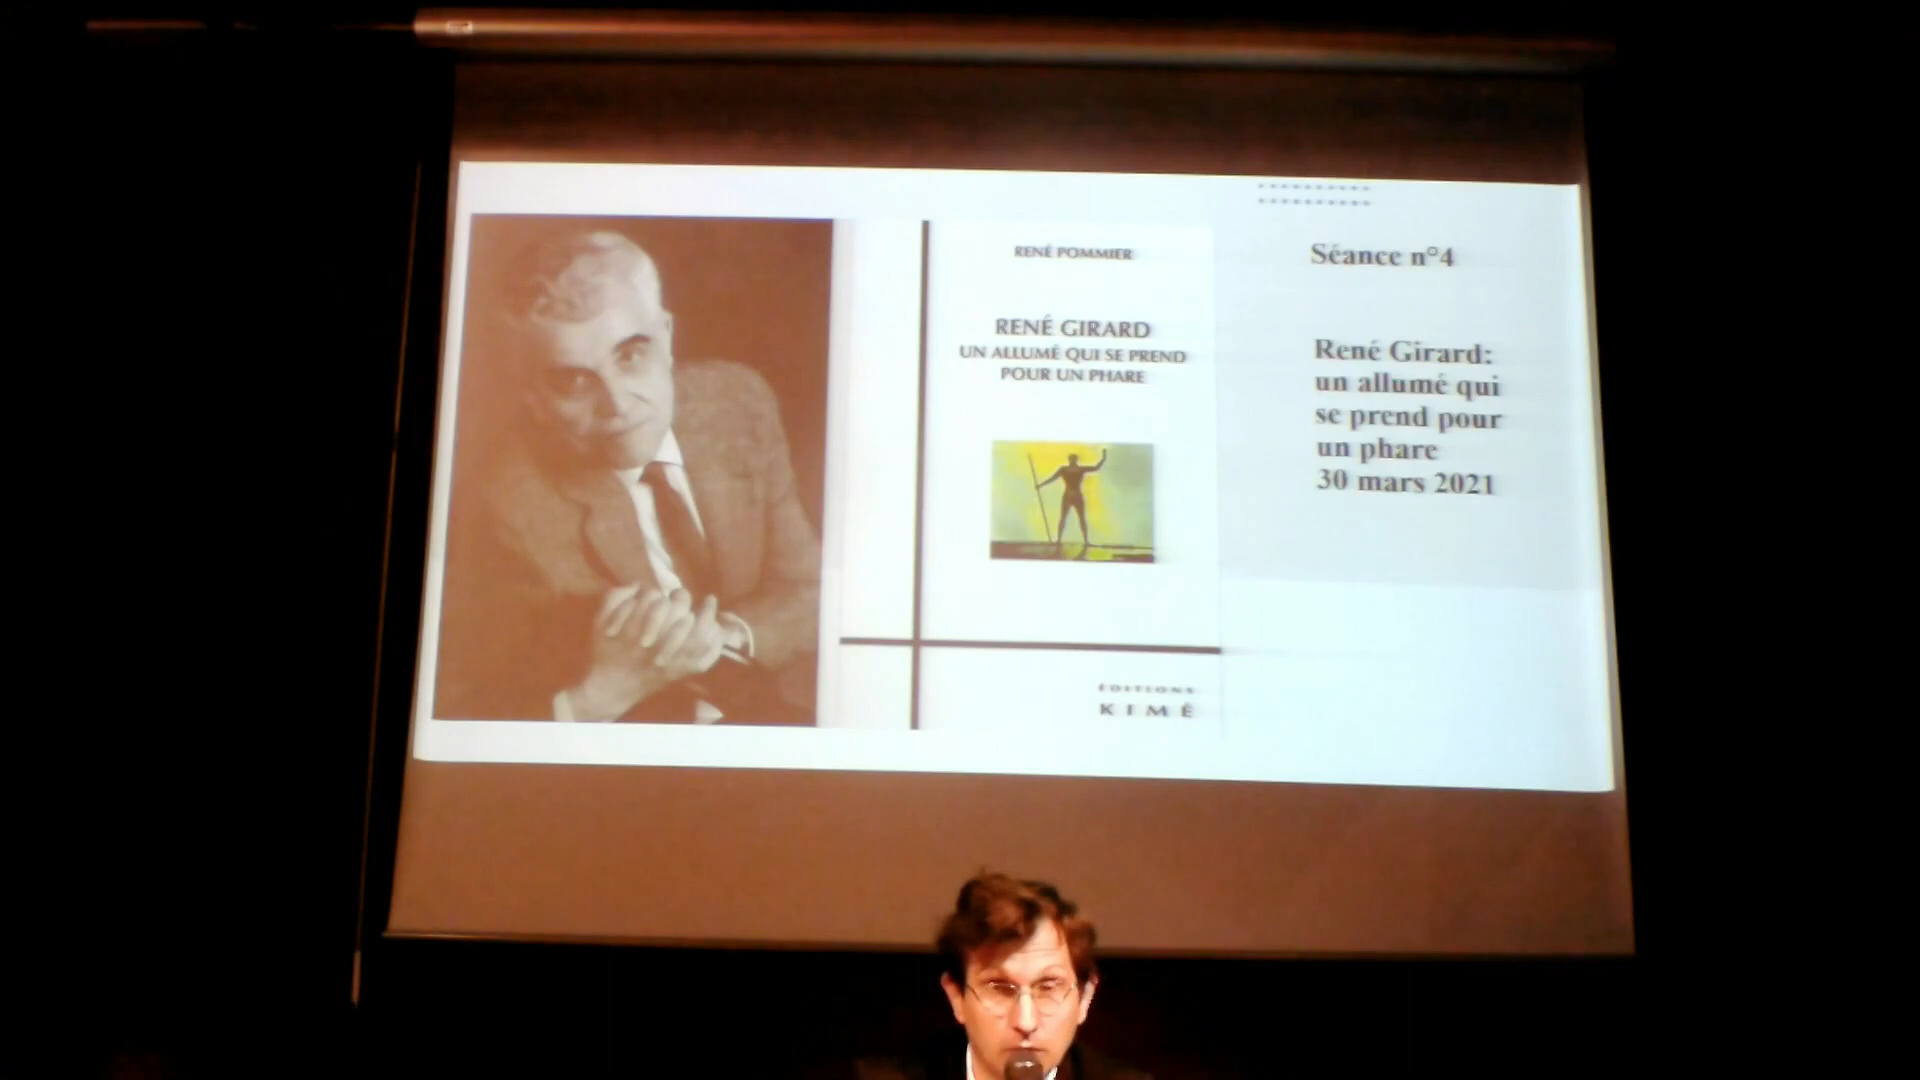 RENÉ POMMIER
RENÉ GIRARD
UN ALLUMÉ QUI SE PREND
POUR UN PHARE
ÉDITIONS
KIMÉ
Séance n°4
René Girard:
un allumé qui
se prend pour
un phare
30 mars 2021